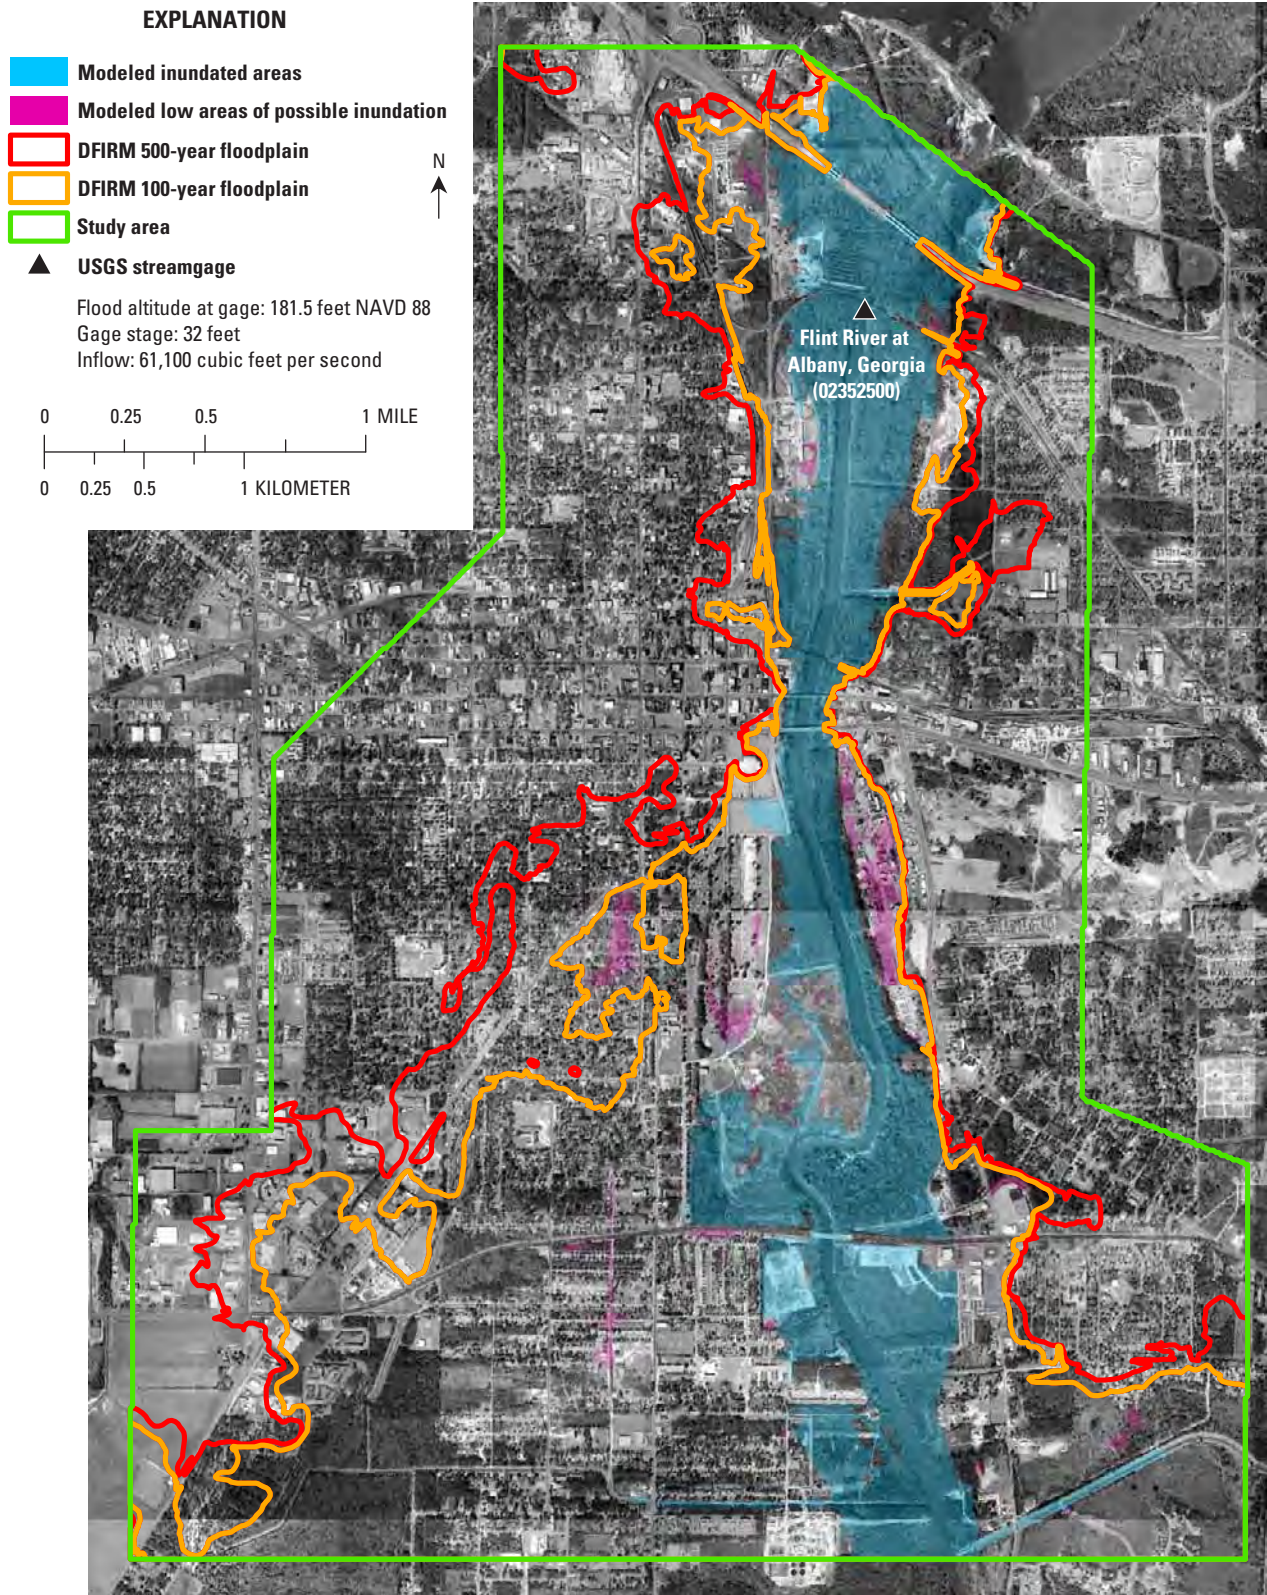 EXPLANATION
Modeled inundated areas
Modeled low areas of possible inundation
DFIRM 500-year floodplain
DFIRM 100-year floodplain
Study area
USGS streamgage
Flood altitude at gage: 181.5 feet NAVD 88
Gage stage: 32 feet
Inflow: 61,100 cubic feet per second
N
0 0.25 0.5 1 MILE
0 0.25 0.5 1 KILOMETER
Flint River at
Albany, Georgia
(02352500)